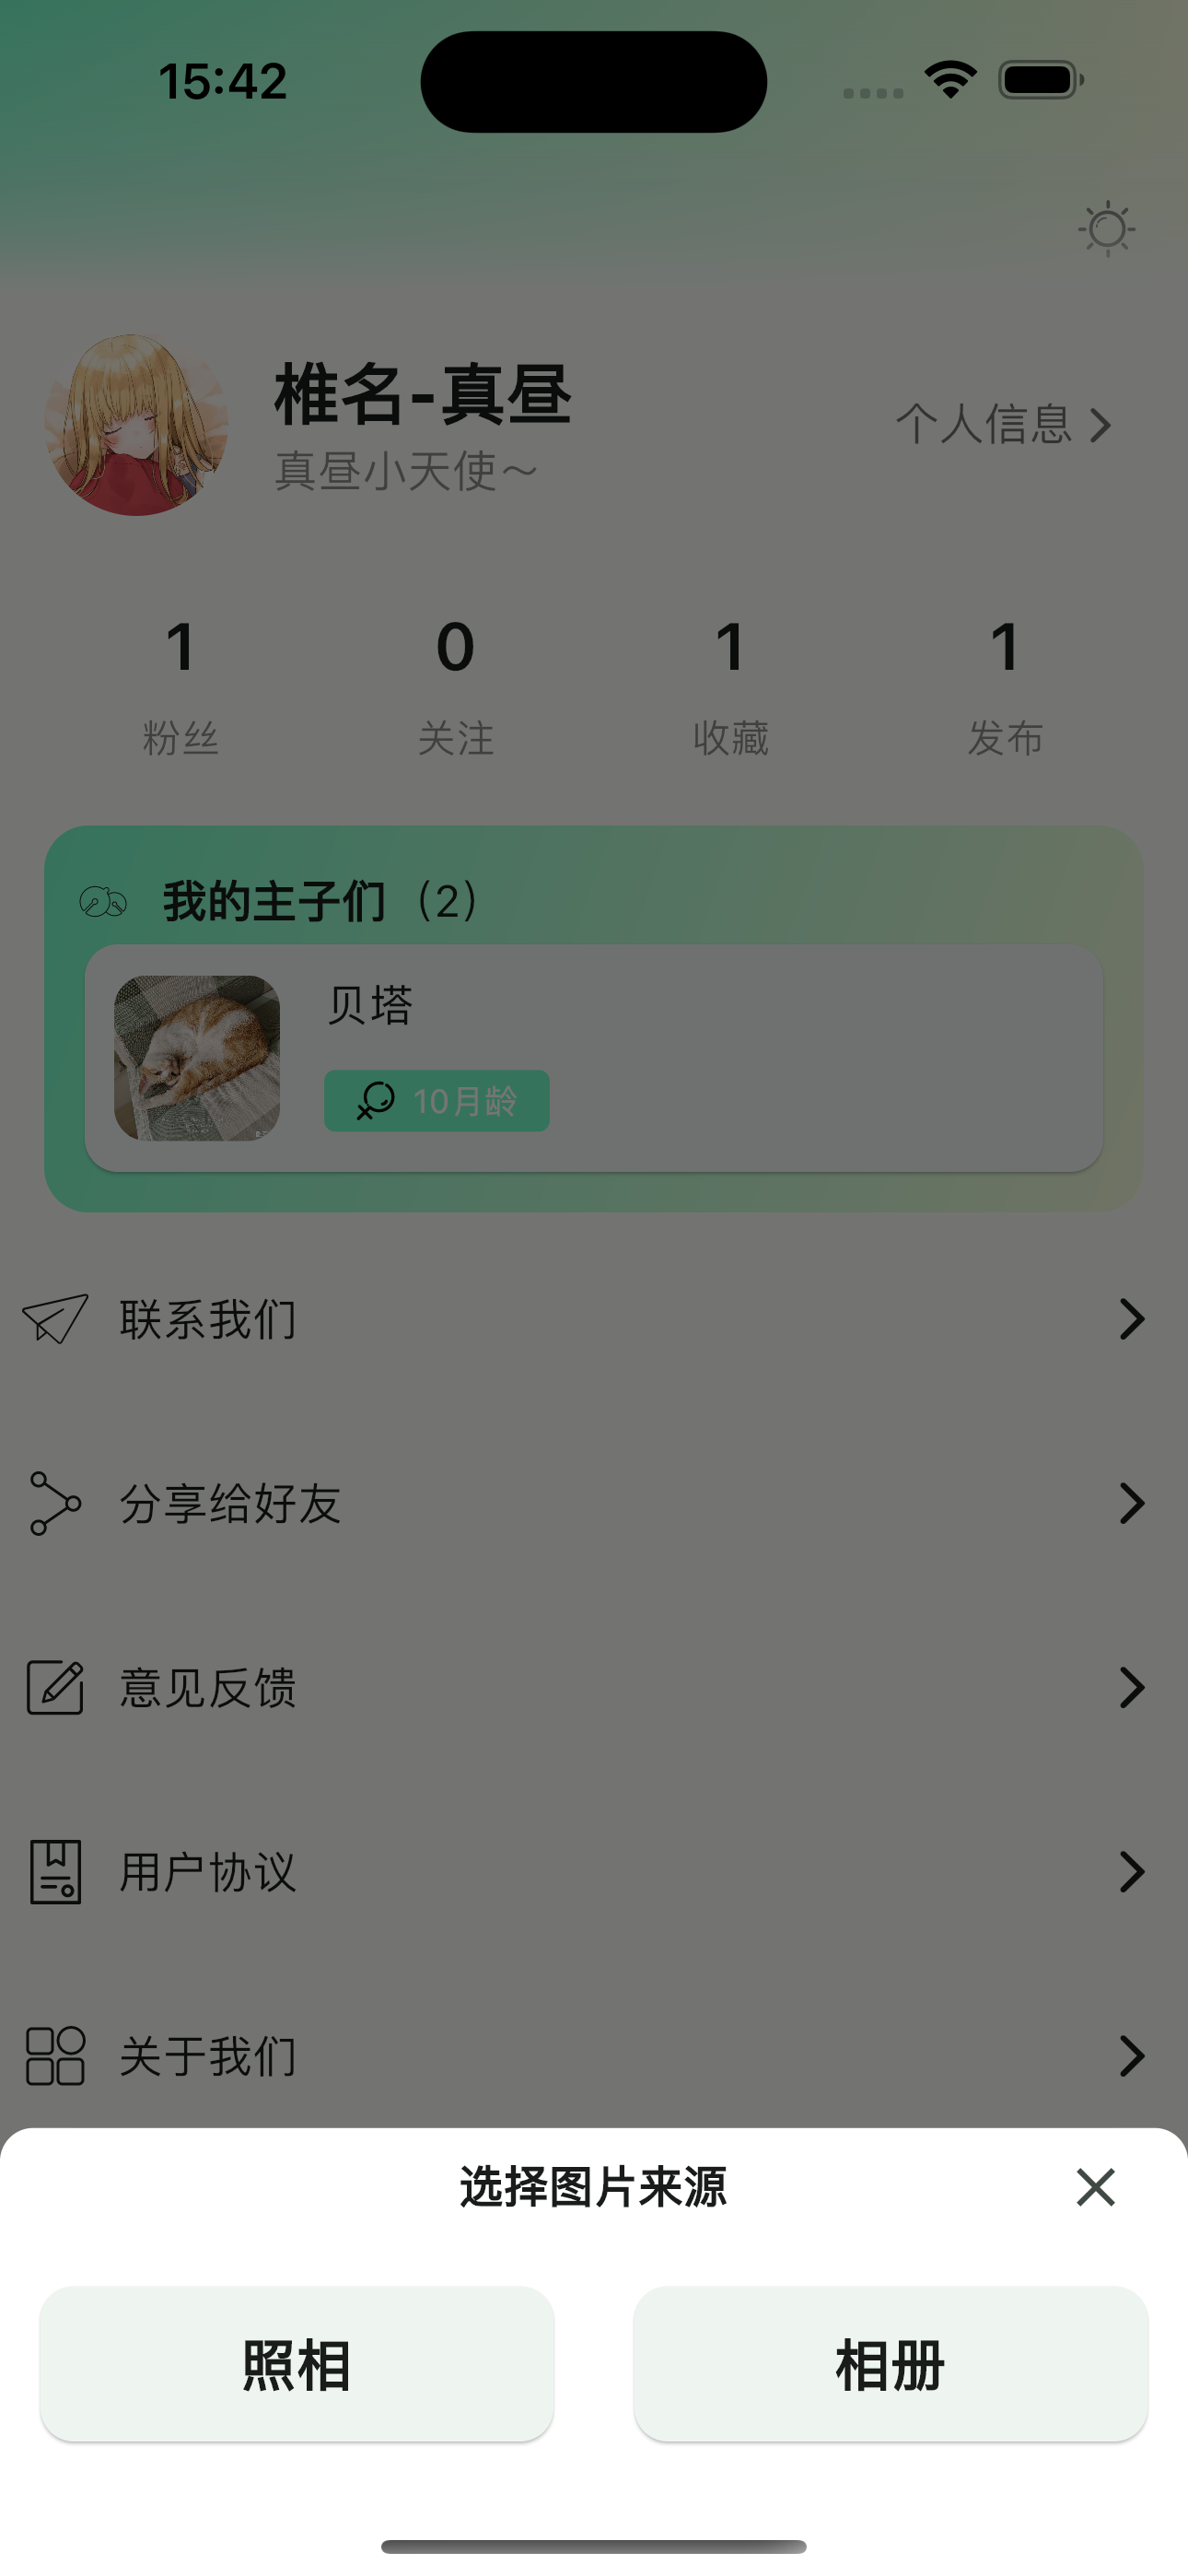 15:42
椎名-真昼
真昼小天使～
个人信息
1 0 1 1
粉丝 关注 收藏 发布
我的主子们（2）
贝塔
10月龄
联系我们
分享给好友
意见反馈
用户协议
关于我们
选择图片来源
照相 相册